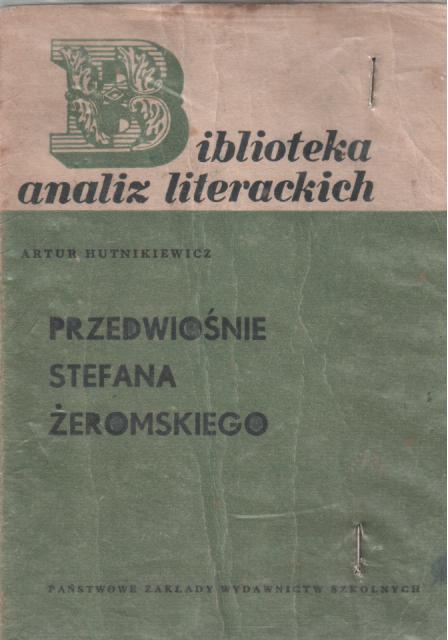 Biblioteka
analiz literackich
ARTUR HUTNIKIEWICZ
PRZEDWIOŚNIE
STEFANA
ŻEROMSKIEGO
PAŃSTWOWE ZAKŁADY WYDAWNICTW SZKOLNYCH